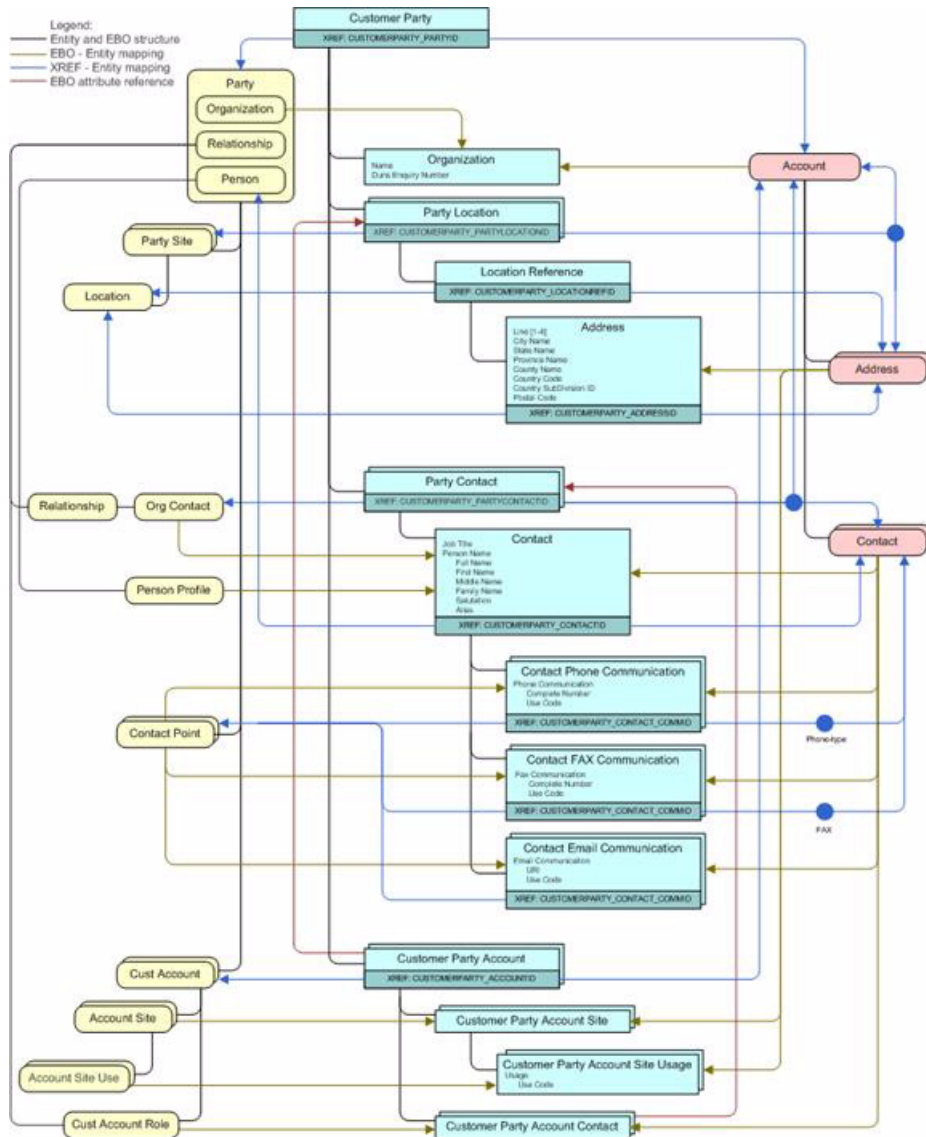 Legend:
Entity and EBO structure
EBO - Entity mapping
XREF - Entity mapping
EBO attribute reference
Customer Party
XREF: CUSTOMERPARTY_PARTYID
Party
Organization
Relationship
Person
Organization
Name
Duns Enquiry Number
Account
Party Location
XREF: CUSTOMERPARTY_PARTYLOCATIONID
Party Site
Location Reference
XREF: CUSTOMERPARTY_LOCATIONREFID
Location
Address
Line [1-4]
City Name
State Name
Province Name
County Name
Country Code
Country SubDivision ID
Postal Code
XREF: CUSTOMERPARTY_ADDRESSID
Address
Party Contact
XREF: CUSTOMERPARTY_PARTYCONTACTID
Relationship
Org Contact
Contact
Job Title
Person Name
Full Name
First Name
Middle Name
Family Name
Salutation
Alias
XREF: CUSTOMERPARTY_CONTACTID
Contact
Person Profile
Contact Phone Communication
Phone Communication
Complete Number
Use Code
XREF: CUSTOMERPARTY_CONTACT_COMMID
Phone-type
Contact Point
Contact FAX Communication
Fax Communication
Complete Number
Use Code
XREF: CUSTOMERPARTY_CONTACT_COMMID
FAX
Contact Email Communication
Email Communication
URI
Use Code
XREF: CUSTOMERPARTY_CONTACT_COMMID
Customer Party Account
XREF: CUSTOMERPARTY_ACCOUNTID
Cust Account
Account Site
Customer Party Account Site
Account Site Use
Customer Party Account Site Usage
Usage
Use Code
Cust Account Role
Customer Party Account Contact